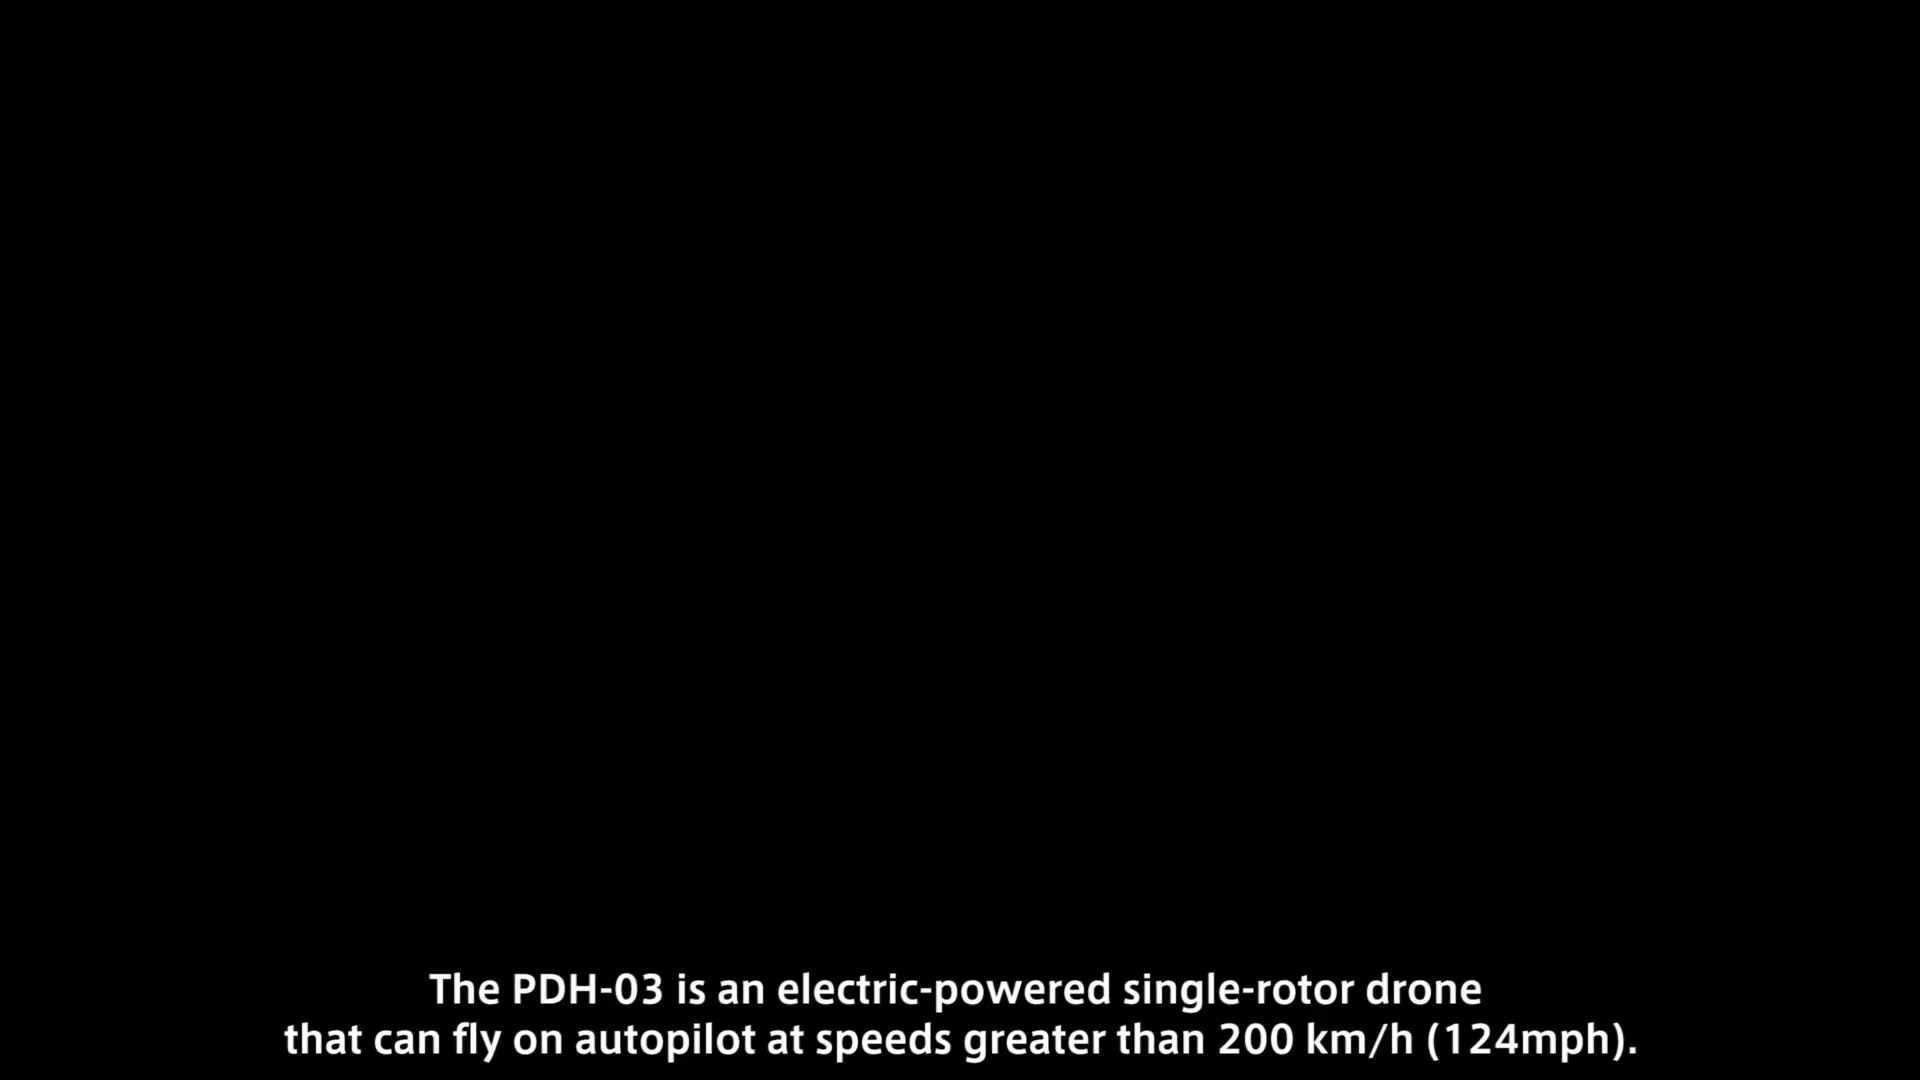 The PDH-03 is an electric-powered single-rotor drone
that can fly on autopilot at speeds greater than 200 km/h (124mph).